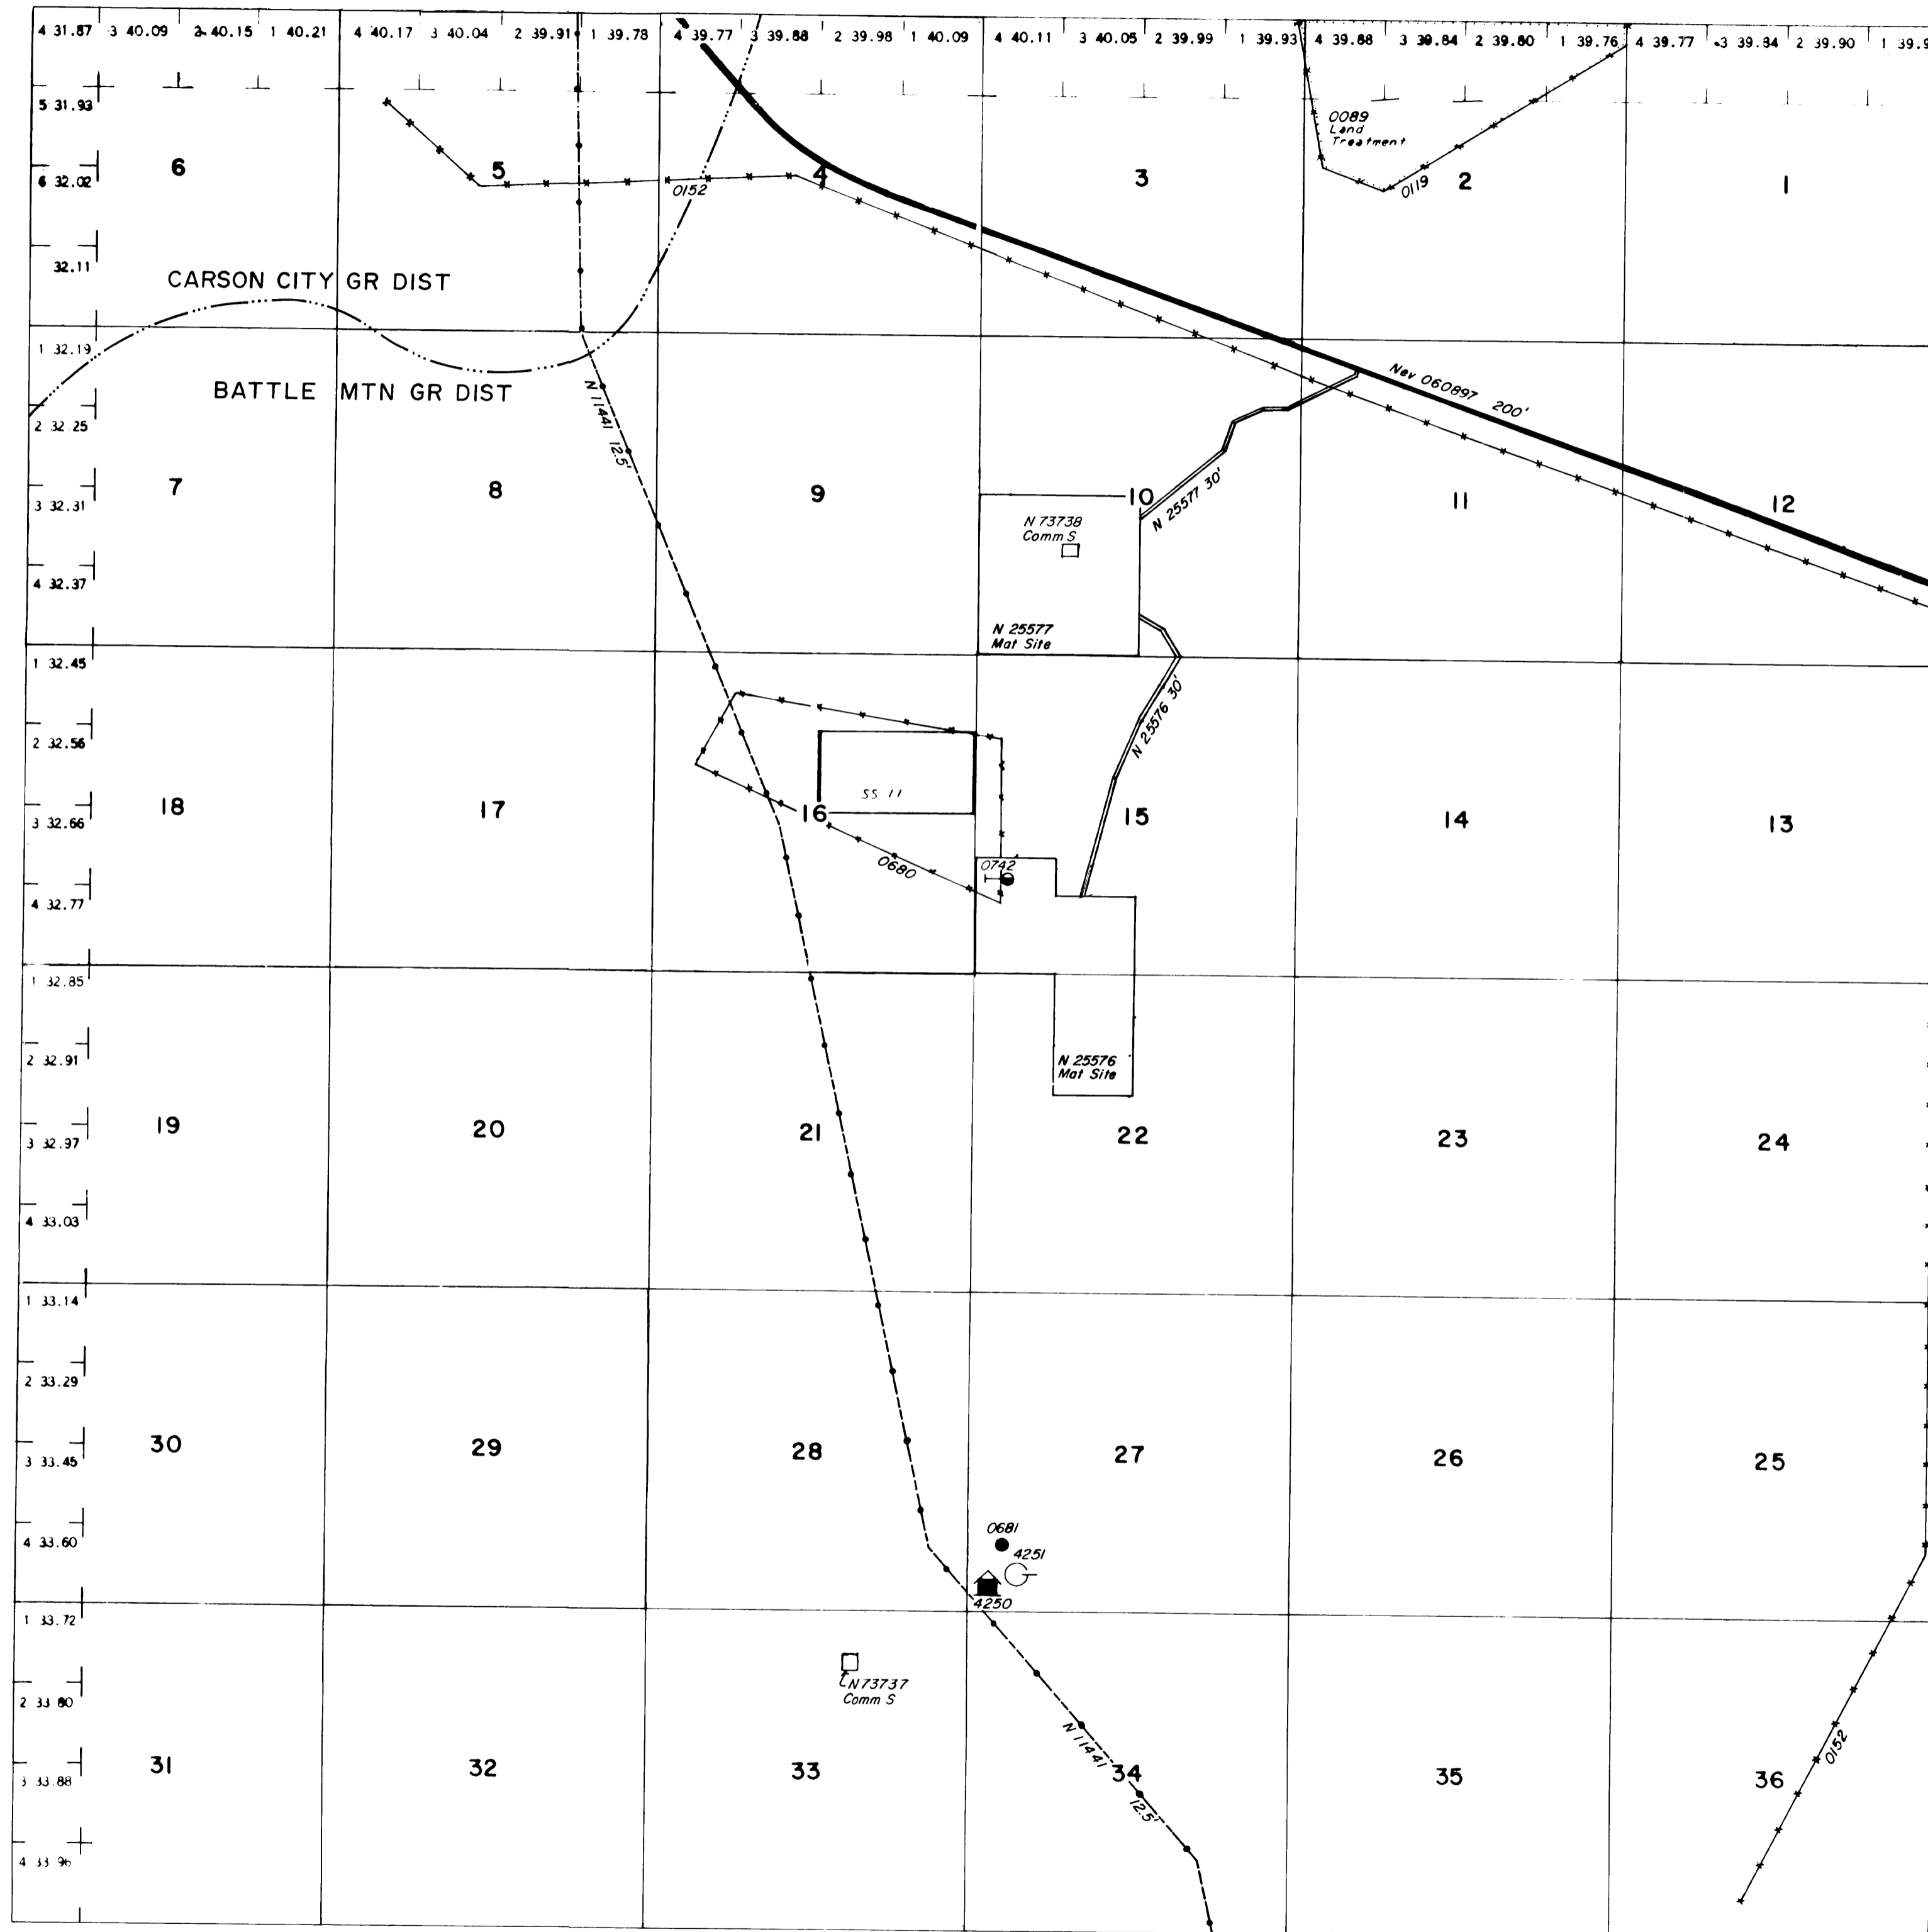 4 31.87 3 40.09 2 40.15 1 40.21 4 40.17 3 40.04 2 39.91 1 39.78 4 39.77 3 39.88 2 39.98 1 40.09 4 40.11 3 40.05 2 39.99 1 39.93 4 39.88 3 39.84 2 39.80 1 39.76 4 39.77 3 39.84 2 39.90 1 39.9
5 31.93
0089
Land
Treatment
6 32.02
6 5 4 3 2 1
0152
0119
32.11
CARSON CITY GR DIST
1 32.19
BATTLE MTN GR DIST
N 11441 12.5'
Nev 060897 200'
2 32 25
7 8 9 10 11 12
3 32.31
N 25577 30'
N 73738
Comm S
4 32.37
N 25577
Mat Site
1 32.45
N 25576 30'
2 32.56
SS 11
18 17 16 15 14 13
3 32.66
0680
0742
4 32.77
1 32.85
2 32.91
N 25576
Mat Site
19 20 21 22 23 24
3 32.97
4 33.03
1 33.14
2 33.29
30 29 28 27 26 25
3 33.45
0681
4 33.60
4251
4250
1 33.72
N73737
Comm S
2 33 80
N 11441 12.5'
0152
31 32 33 34 35 36
3 33.88
4 33 96